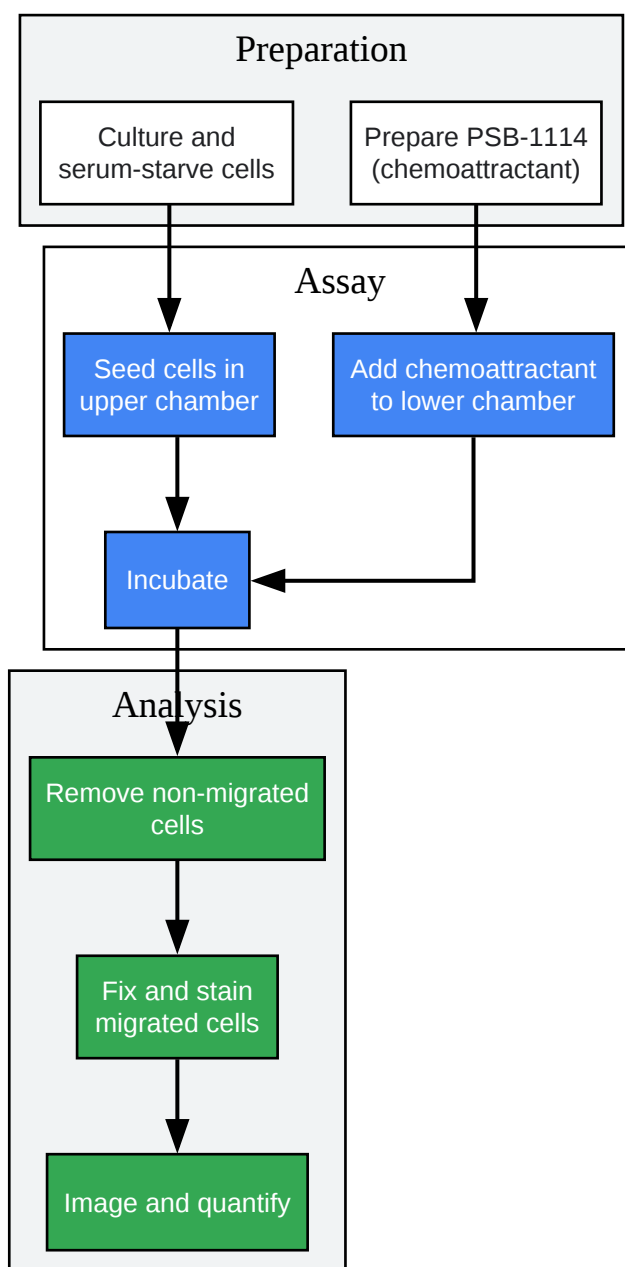 Preparation
Culture and
serum-starve cells
Prepare PSB-1114
(chemoattractant)
Assay
Seed cells in
upper chamber
Add chemoattractant
to lower chamber
Incubate
Analysis
Remove non-migrated
cells
Fix and stain
migrated cells
Image and quantify